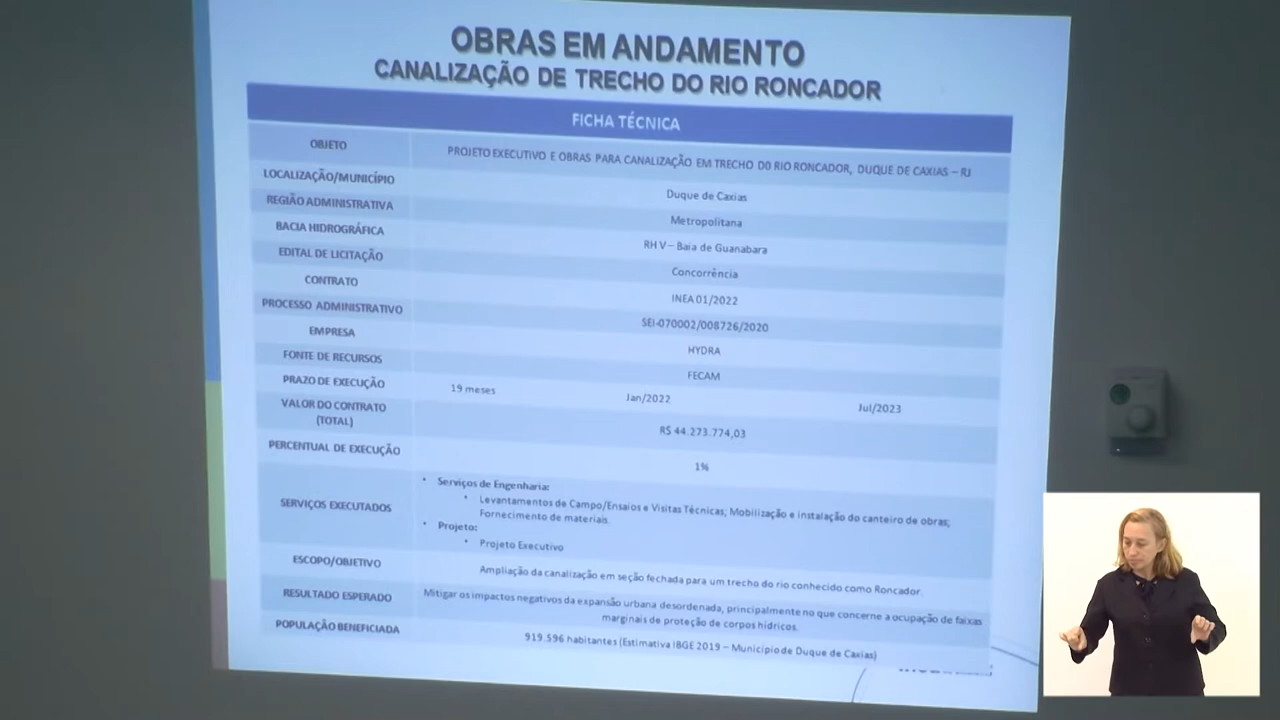 OBRAS EM ANDAMENTO
CANALIZAÇÃO DE TRECHO DO RIO RONCADOR
FICHA TÉCNICA
OBJETO
PROJETO EXECUTIVO E OBRAS PARA CANALIZAÇÃO EM TRECHO DO RIO RONCADOR, DUQUE DE CAXIAS – RJ
LOCALIZAÇÃO/MUNICÍPIO
Duque de Caxias
REGIÃO ADMINISTRATIVA
Metropolitana
BACIA HIDROGRÁFICA
RH V – Baia de Guanabara
EDITAL DE LICITAÇÃO
Concorrência
CONTRATO
INEA 01/2022
PROCESSO ADMINISTRATIVO
SEI-070002/008726/2020
EMPRESA
HYDRA
FONTE DE RECURSOS
FECAM
PRAZO DE EXECUÇÃO
19 meses Jan/2022 Jul/2023
VALOR DO CONTRATO
(TOTAL)
R$ 44.273.774,03
PERCENTUAL DE EXECUÇÃO
1%
SERVIÇOS EXECUTADOS
• Serviços de Engenharia:
• Levantamentos de Campo/Ensaios e Visitas Técnicas; Mobilização e instalação do canteiro de obras;
Fornecimento de materiais.
• Projeto:
• Projeto Executivo
ESCOPO/OBJETIVO
Ampliação da canalização em seção fechada para um trecho do rio conhecido como Roncador.
RESULTADO ESPERADO
Mitigar os impactos negativos da expansão urbana desordenada, principalmente no que concerne a ocupação de faixas
marginais de proteção de corpos hídricos.
POPULAÇÃO BENEFICIADA
919.596 habitantes (Estimativa IBGE 2019 – Município de Duque de Caxias)